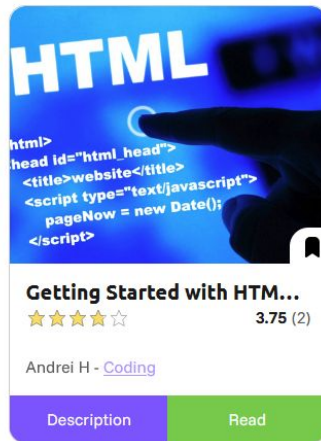 HTML
html>
head id="html_head">
<title>website</title>
<script type="text/javascript">
pageNow = new Date();
</script>
Getting Started with HTM...
3.75 (2)
Andrei H - Coding
Description
Read